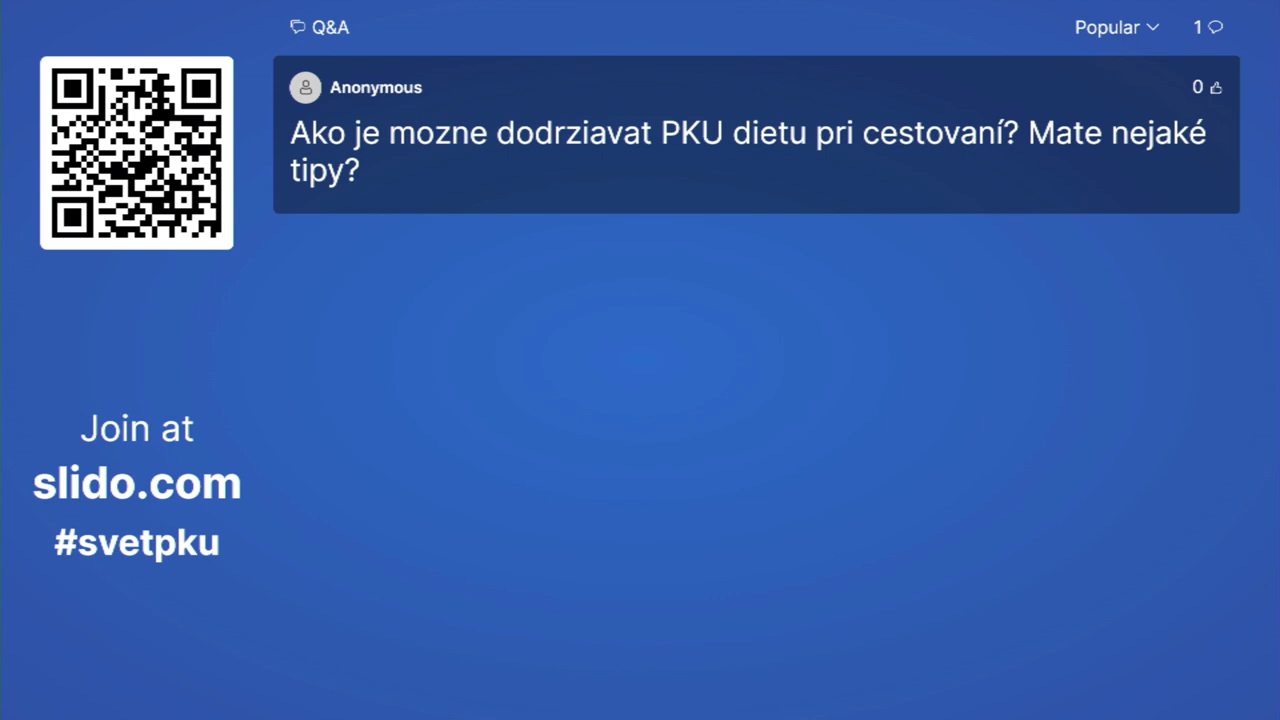 Q&A
Popular
1
Anonymous
0
Ako je mozne dodrziavat PKU dietu pri cestovaní? Mate nejaké
tipy?
Join at
slido.com
#svetpku